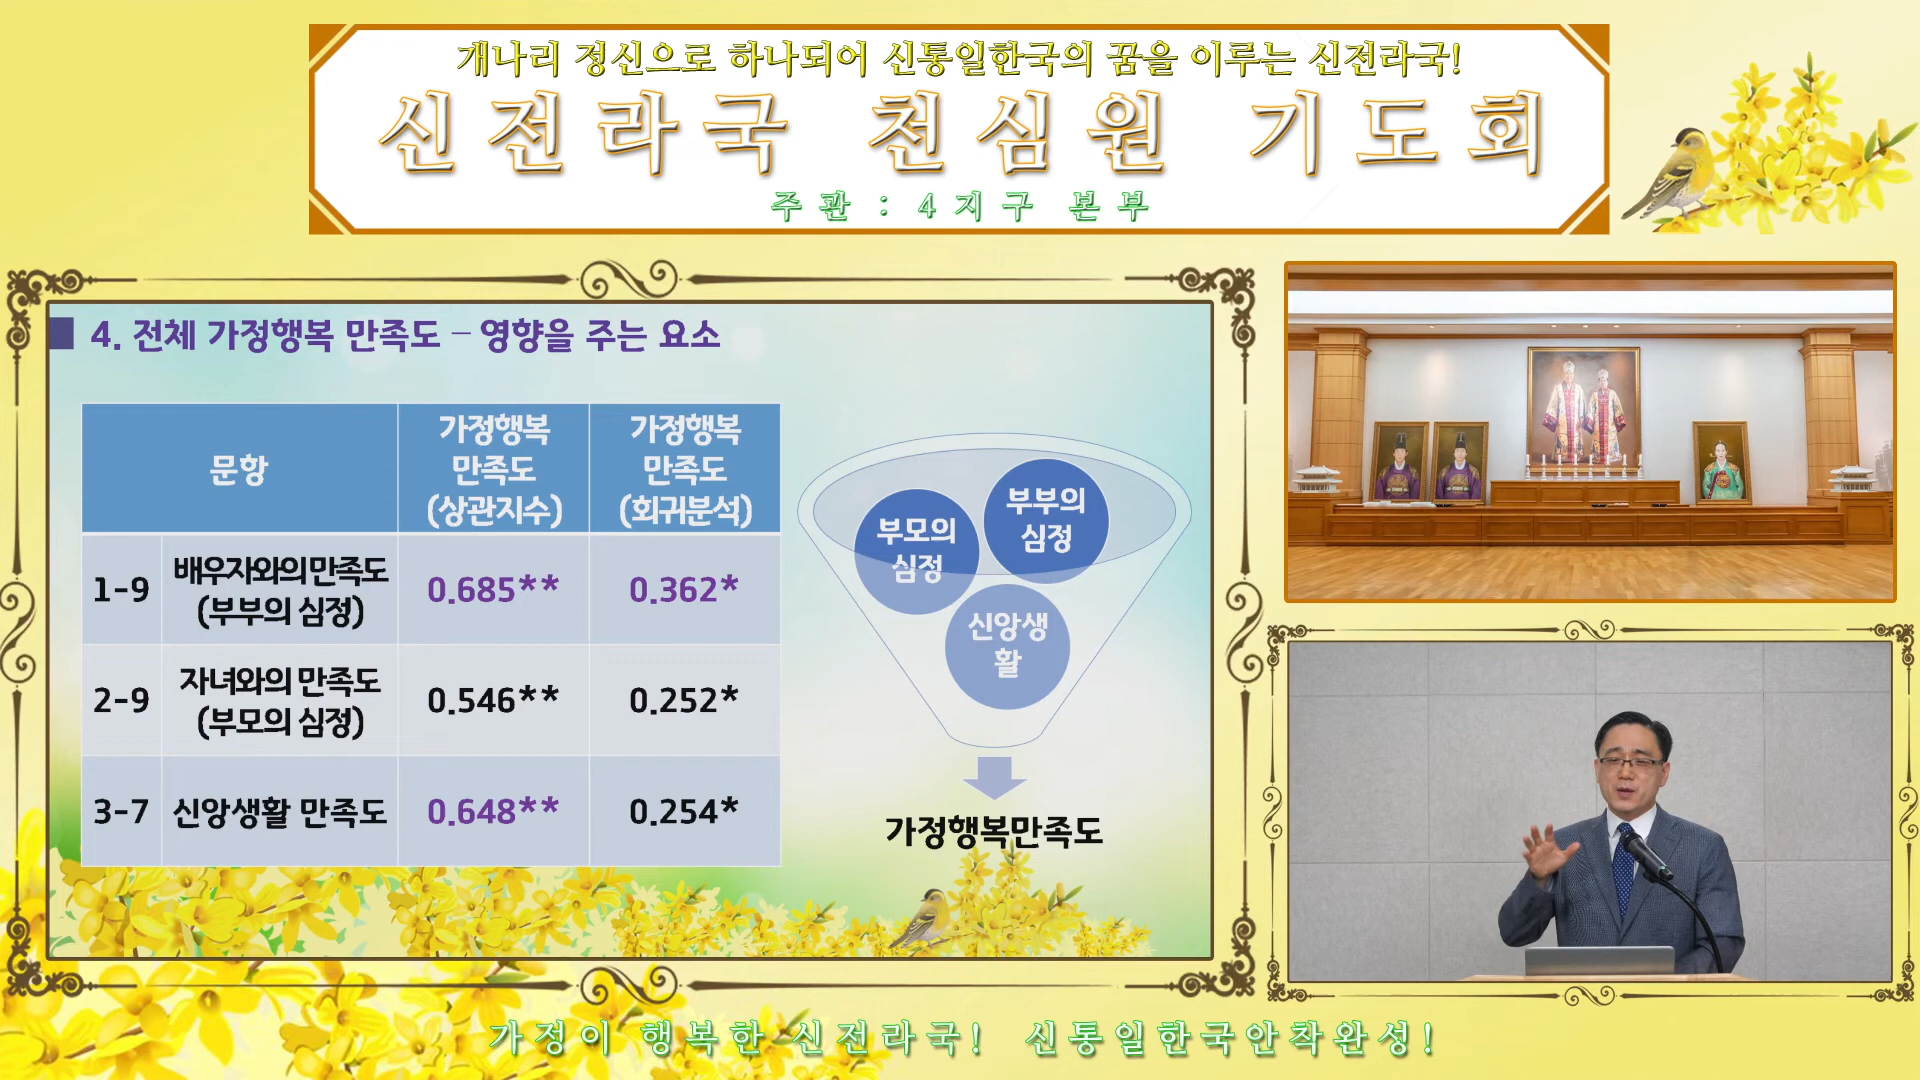 개나리 정신으로 하나되어 신통일한국의 꿈을 이루는 신전라국!
신전라국 천심원 기도회
주관 : 4지구 본부
■ 4. 전체 가정행복 만족도 – 영향을 주는 요소
문항
가정행복
만족도
(상관지수)
가정행복
만족도
(회귀분석)
1-9
배우자와의 만족도
(부부의 심정)
0.685**
0.362*
2-9
자녀와의 만족도
(부모의 심정)
0.546**
0.252*
3-7
신앙생활 만족도
0.648**
0.254*
부모의
심정
부부의
심정
신앙생
활
가정행복만족도
가정이 행복한 신전라국! 신통일한국안착완성!